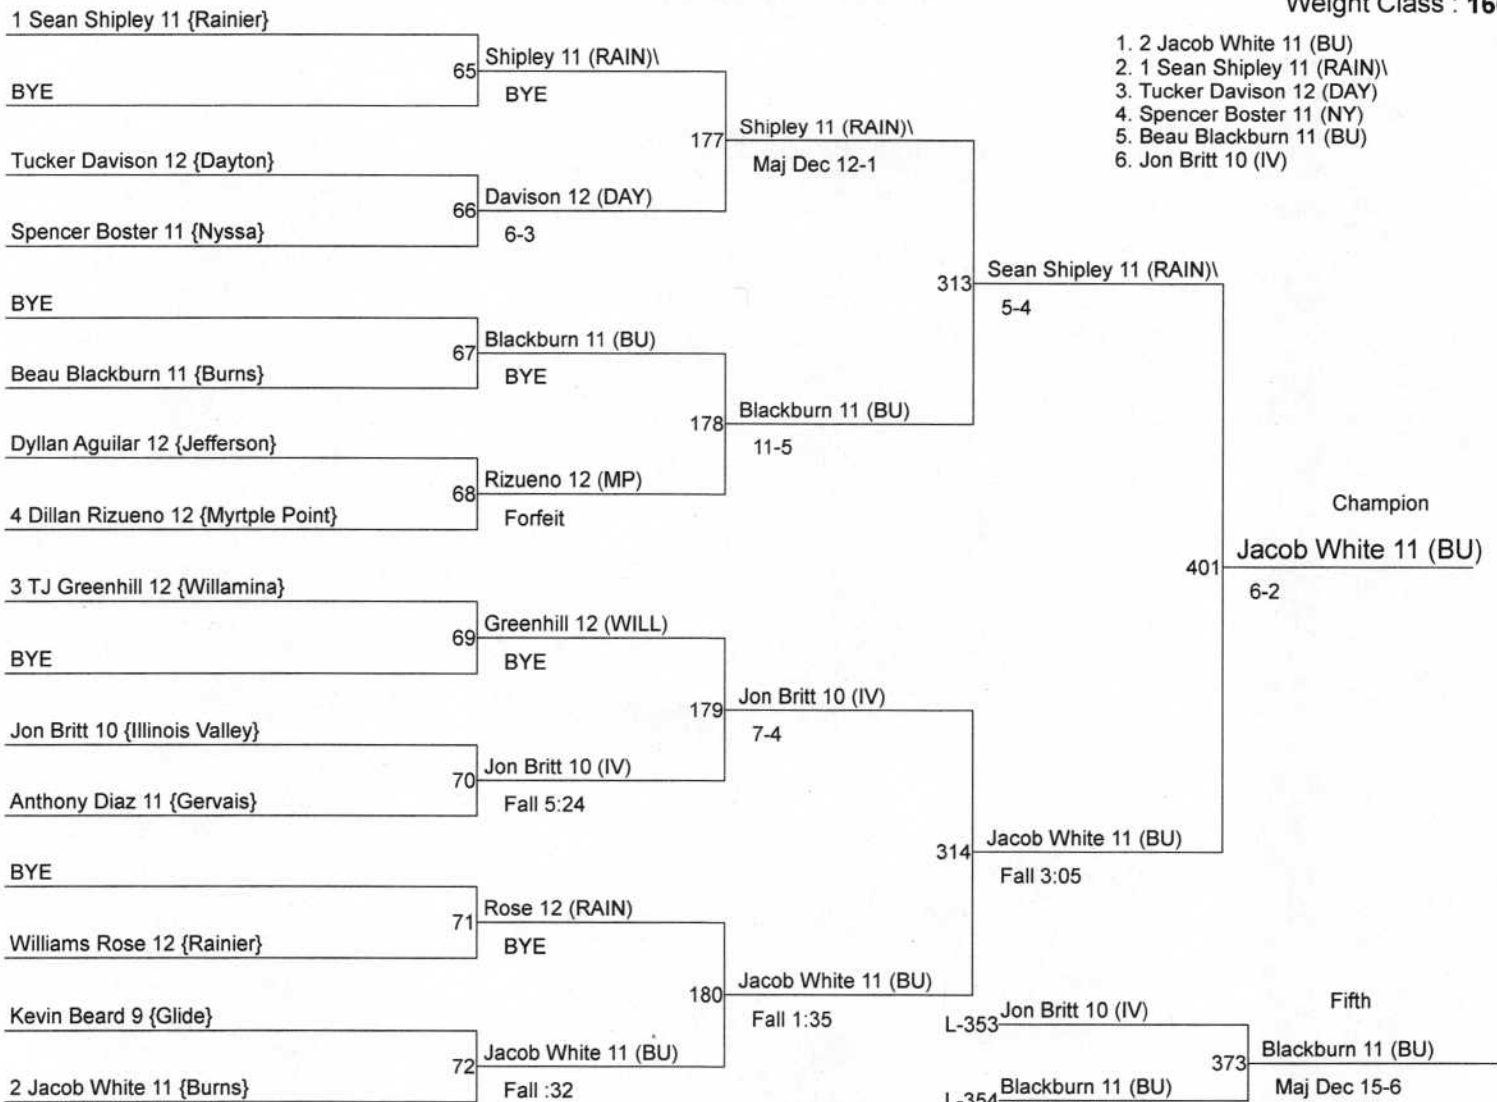 Weight Class : 16
1. 2 Jacob White 11 (BU)
2. 1 Sean Shipley 11 (RAIN)\
3. Tucker Davison 12 (DAY)
4. Spencer Boster 11 (NY)
5. Beau Blackburn 11 (BU)
6. Jon Britt 10 (IV)
1 Sean Shipley 11 {Rainier}
BYE
65
Shipley 11 (RAIN)\
BYE
Tucker Davison 12 {Dayton}
Spencer Boster 11 {Nyssa}
66
Davison 12 (DAY)
6-3
177
Shipley 11 (RAIN)\
Maj Dec 12-1
BYE
Beau Blackburn 11 {Burns}
67
Blackburn 11 (BU)
BYE
Dyllan Aguilar 12 {Jefferson}
4 Dillan Rizueno 12 {Myrtple Point}
68
Rizueno 12 (MP)
Forfeit
178
Blackburn 11 (BU)
11-5
313
Sean Shipley 11 (RAIN)\
5-4
3 TJ Greenhill 12 {Willamina}
BYE
69
Greenhill 12 (WILL)
BYE
Jon Britt 10 {Illinois Valley}
Anthony Diaz 11 {Gervais}
70
Jon Britt 10 (IV)
Fall 5:24
179
Jon Britt 10 (IV)
7-4
BYE
Williams Rose 12 {Rainier}
71
Rose 12 (RAIN)
BYE
Kevin Beard 9 {Glide}
2 Jacob White 11 {Burns}
72
Jacob White 11 (BU)
Fall :32
180
Jacob White 11 (BU)
Fall 1:35
314
Jacob White 11 (BU)
Fall 3:05
Champion
401
Jacob White 11 (BU)
6-2
Fifth
L-353
Jon Britt 10 (IV)
L-354
Blackburn 11 (BU)
373
Blackburn 11 (BU)
Maj Dec 15-6